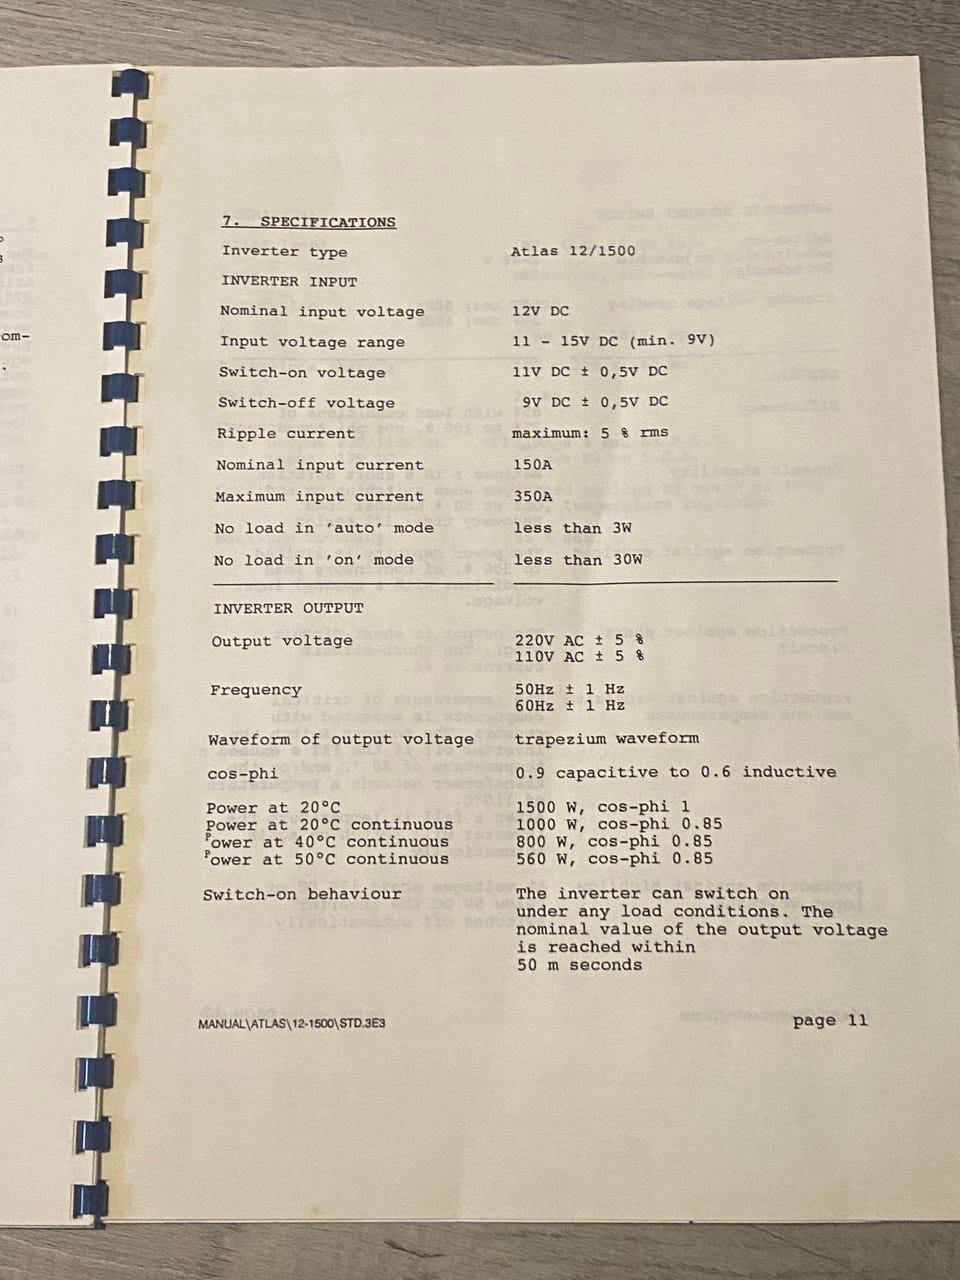 7. SPECIFICATIONS
Inverter type Atlas 12/1500
INVERTER INPUT
Nominal input voltage 12V DC
Input voltage range 11 - 15V DC (min. 9V)
Switch-on voltage 11V DC ± 0,5V DC
Switch-off voltage 9V DC ± 0,5V DC
Ripple current maximum: 5 % rms
Nominal input current 150A
Maximum input current 350A
No load in 'auto' mode less than 3W
No load in 'on' mode less than 30W
INVERTER OUTPUT
Output voltage 220V AC ± 5 %
110V AC ± 5 %
Frequency 50Hz ± 1 Hz
60Hz ± 1 Hz
Waveform of output voltage trapezium waveform
cos-phi 0.9 capacitive to 0.6 inductive
Power at 20°C 1500 W, cos-phi 1
Power at 20°C continuous 1000 W, cos-phi 0.85
Power at 40°C continuous 800 W, cos-phi 0.85
Power at 50°C continuous 560 W, cos-phi 0.85
Switch-on behaviour The inverter can switch on
under any load conditions. The
nominal value of the output voltage
is reached within
50 m seconds
MANUAL\ATLAS\12-1500\STD.3E3 page 11